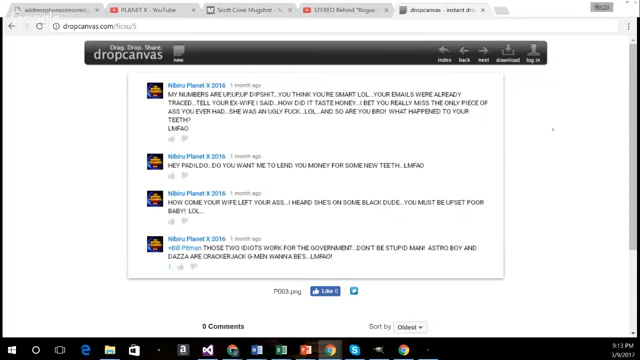 addressphonecensored.
PLANET X - YouTube
Scott Cone Mugshot -
STEREO Behind "Rogue
dropcanvas - instant dro
dropcanvas.com/ficsu/5
Drag. Drop. Share.
dropcanvas
new
index
back
next
download
log in
Nibiru Planet X 2016 1 month ago
MY NUMBERS ARE UP,UP,UP DIPSHIT...YOU THINK YOU'RE SMART LOL...YOUR EMAILS WERE ALREADY
TRACED...TELL YOUR EX-WIFE I SAID...HOW DID IT TASTE HONEY...I BET YOU REALLY MISS THE ONLY PIECE OF
ASS YOU EVER HAD...SHE WAS AN UGLY FUCK...LOL...AND SO ARE YOU BRO! WHAT HAPPENED TO YOUR
TEETH?
LMFAO
Nibiru Planet X 2016 1 month ago
HEY PADILDO...DO YOU WANT ME TO LEND YOU MONEY FOR SOME NEW TEETH...LMFAO
Nibiru Planet X 2016 1 month ago
HOW COME YOUR WIFE LEFT YOUR ASS...I HEARD SHE'S ON SOME BLACK DUDE...YOU MUST BE UPSET POOR
BABY! LOL...
Nibiru Planet X 2016 1 month ago
+Bill Pitman THOSE TWO IDIOTS WORK FOR THE GOVERNMENT...DON'T BE STUPID MAN! ASTRO BOY AND
DAZZA ARE CRACKERJACK G-MEN WANNA BE'S...LMFAO!
1
P003.png
Like 0
0 Comments
Sort by
Oldest
9:13 PM
3/9/2017